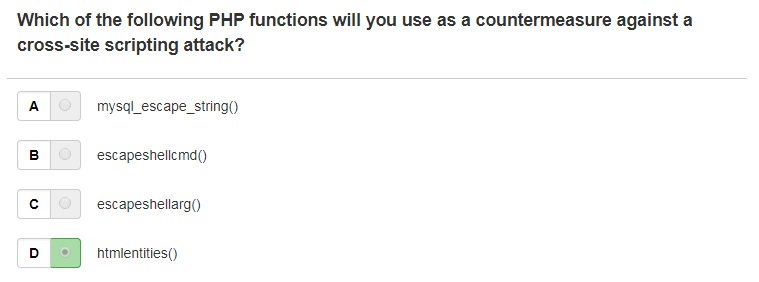 Which of the following PHP functions will you use as a countermeasure against a
cross-site scripting attack?
A mysql_escape_string()
B escapeshellcmd()
C escapeshellarg()
D htmlentities()